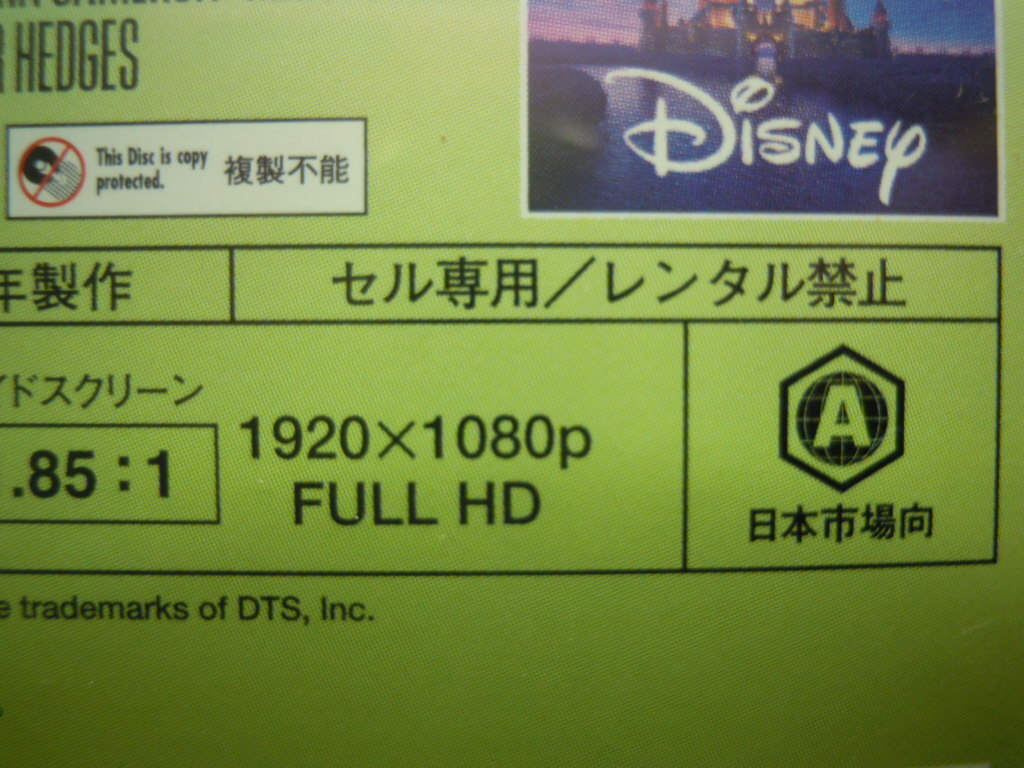 HEDGES
DISNEY
This Disc is copy
protected.
複製不能
年製作
セル専用／レンタル禁止
ドスクリーン
.85:1
1920×1080p
FULL HD
A
日本市場向
trademarks of DTS, Inc.